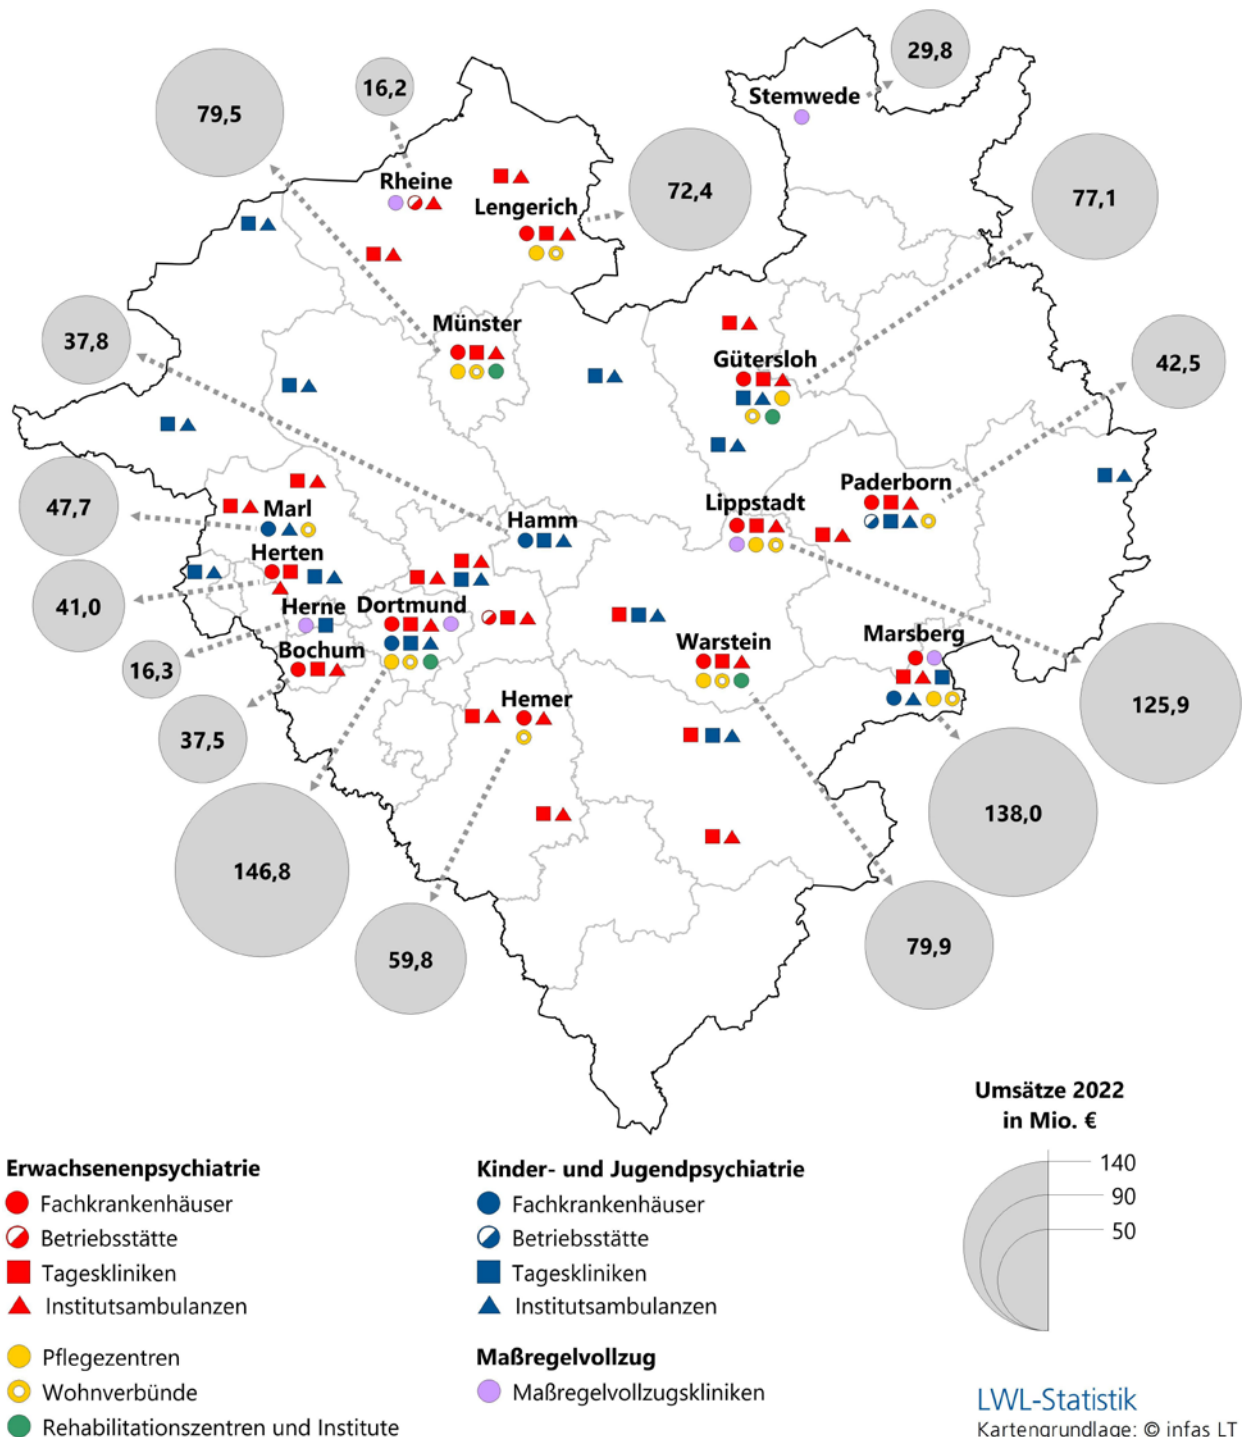 29,8
79,5
16,2
Stemwede
77,1
Rheine
72,4
Lengerich
Münster
37,8
Gütersloh
42,5
Paderborn
47,7
Marl
Lippstadt
Hamm
Herten
41,0
Herne
Dortmund
Warstein
Marsberg
16,3
Bochum
Hemer
125,9
37,5
138,0
146,8
59,8
79,9
Umsätze 2022
in Mio. €
140
90
50
Erwachsenenpsychiatrie
Fachkrankenhäuser
Betriebsstätte
Tageskliniken
Institutsambulanzen
Pflegezentren
Wohnverbünde
Rehabilitationszentren und Institute
Kinder- und Jugendpsychiatrie
Fachkrankenhäuser
Betriebsstätte
Tageskliniken
Institutsambulanzen
Maßregelvollzug
Maßregelvollzugskliniken
LWL-Statistik
Kartengrundlage: © infas LT